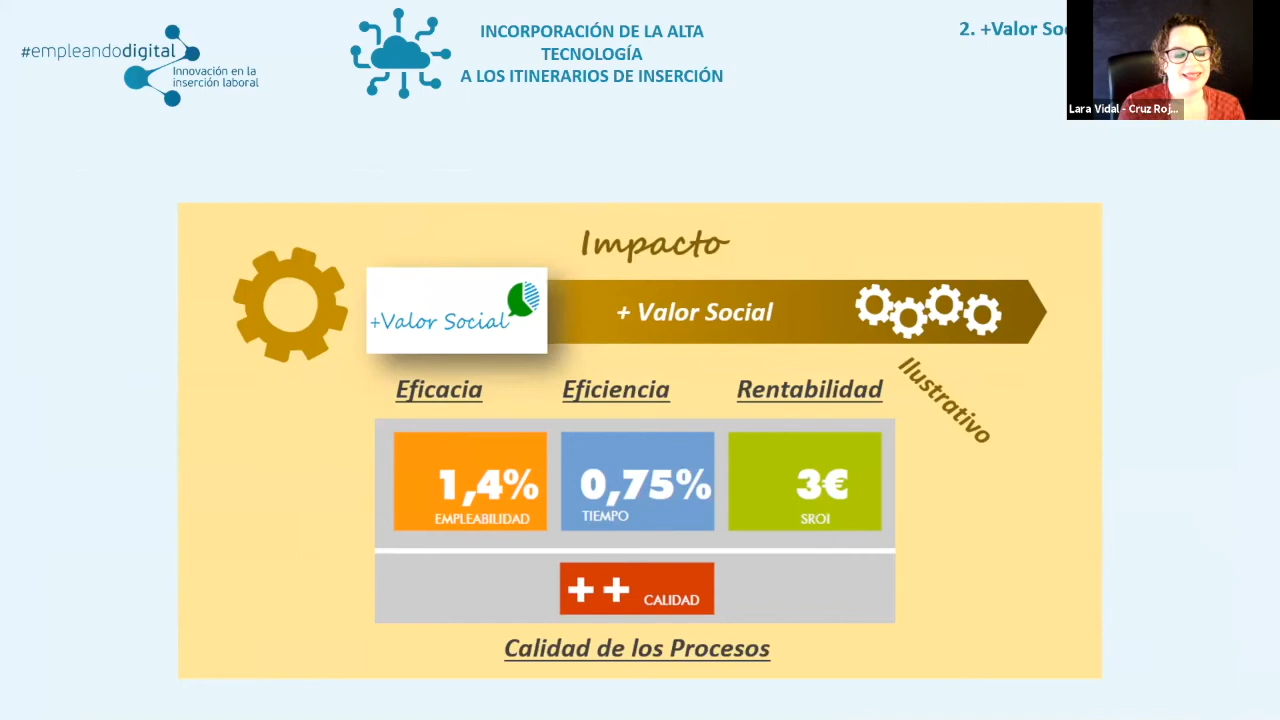 #empleandodigital
Innovación en la
inserción laboral
INCORPORACIÓN DE LA ALTA
TECNOLOGÍA
A LOS ITINERARIOS DE INSERCIÓN
2. +Valor
Lara Vidal - Cruz Roj...
Impacto
+Valor Social
+ Valor Social
Ilustrativo
Eficacia Eficiencia Rentabilidad
1,4% 0,75% 3€
EMPLEABILIDAD TIEMPO SROI
++ CALIDAD
Calidad de los Procesos